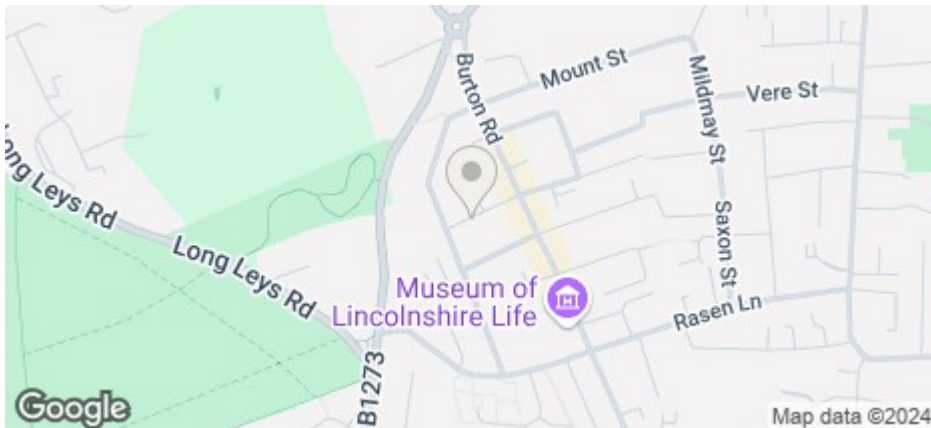 Burton Rd
Mount St
Mildmay St
Vere St
Long Leys Rd
Long Leys Rd
Saxon St
Museum of
Lincolnshire Life
Rasen Ln
B1273
Google
Map data ©2024